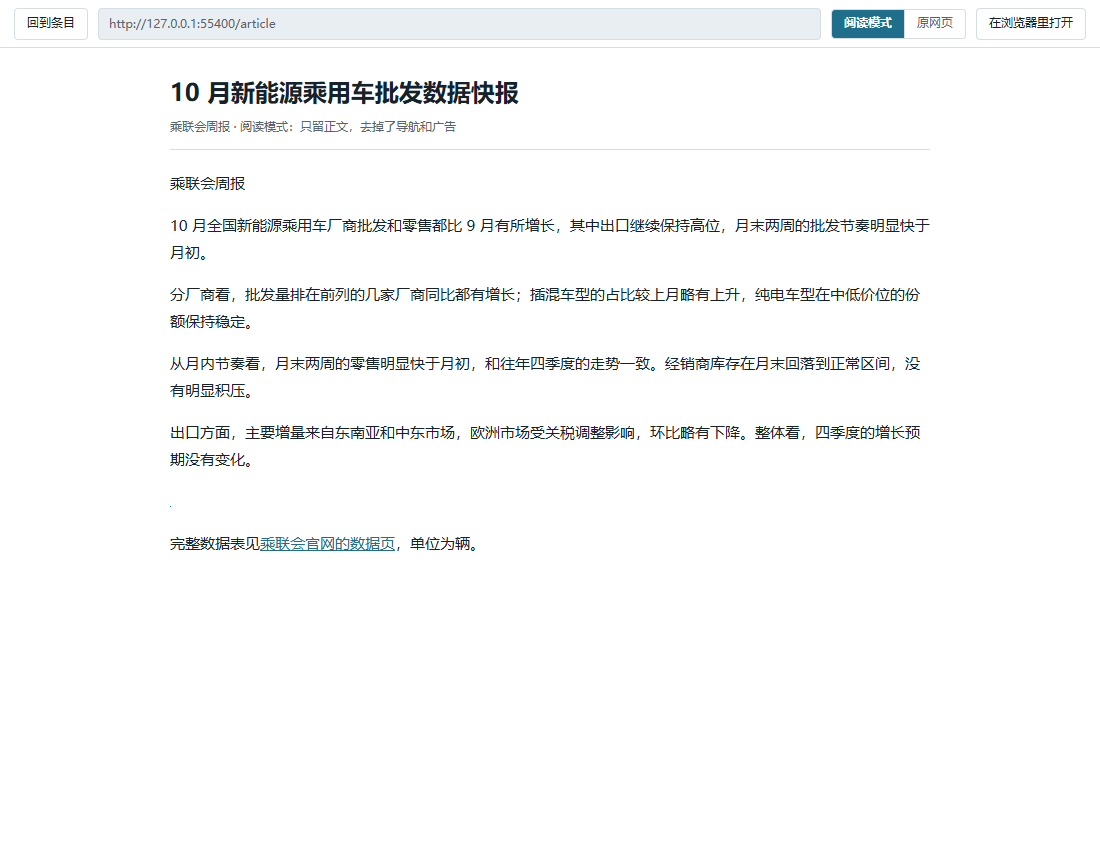 回到条目
http://127.0.0.1:55400/article
阅读模式
原网页
在浏览器里打开
10 月新能源乘用车批发数据快报
乘联会周报 · 阅读模式：只留正文，去掉了导航和广告
乘联会周报
10 月全国新能源乘用车厂商批发和零售都比 9 月有所增长，其中出口继续保持高位，月末两周的批发节奏明显快于
月初。
分厂商看，批发量排在前列的几家厂商同比都有增长；插混车型的占比较上月略有上升，纯电车型在中低价位的份
额保持稳定。
从月内节奏看，月末两周的零售明显快于月初，和往年四季度的走势一致。经销商库存在月末回落到正常区间，没
有明显积压。
出口方面，主要增量来自东南亚和中东市场，欧洲市场受关税调整影响，环比略有下降。整体看，四季度的增长预
期没有变化。
完整数据表见乘联会官网的数据页，单位为辆。